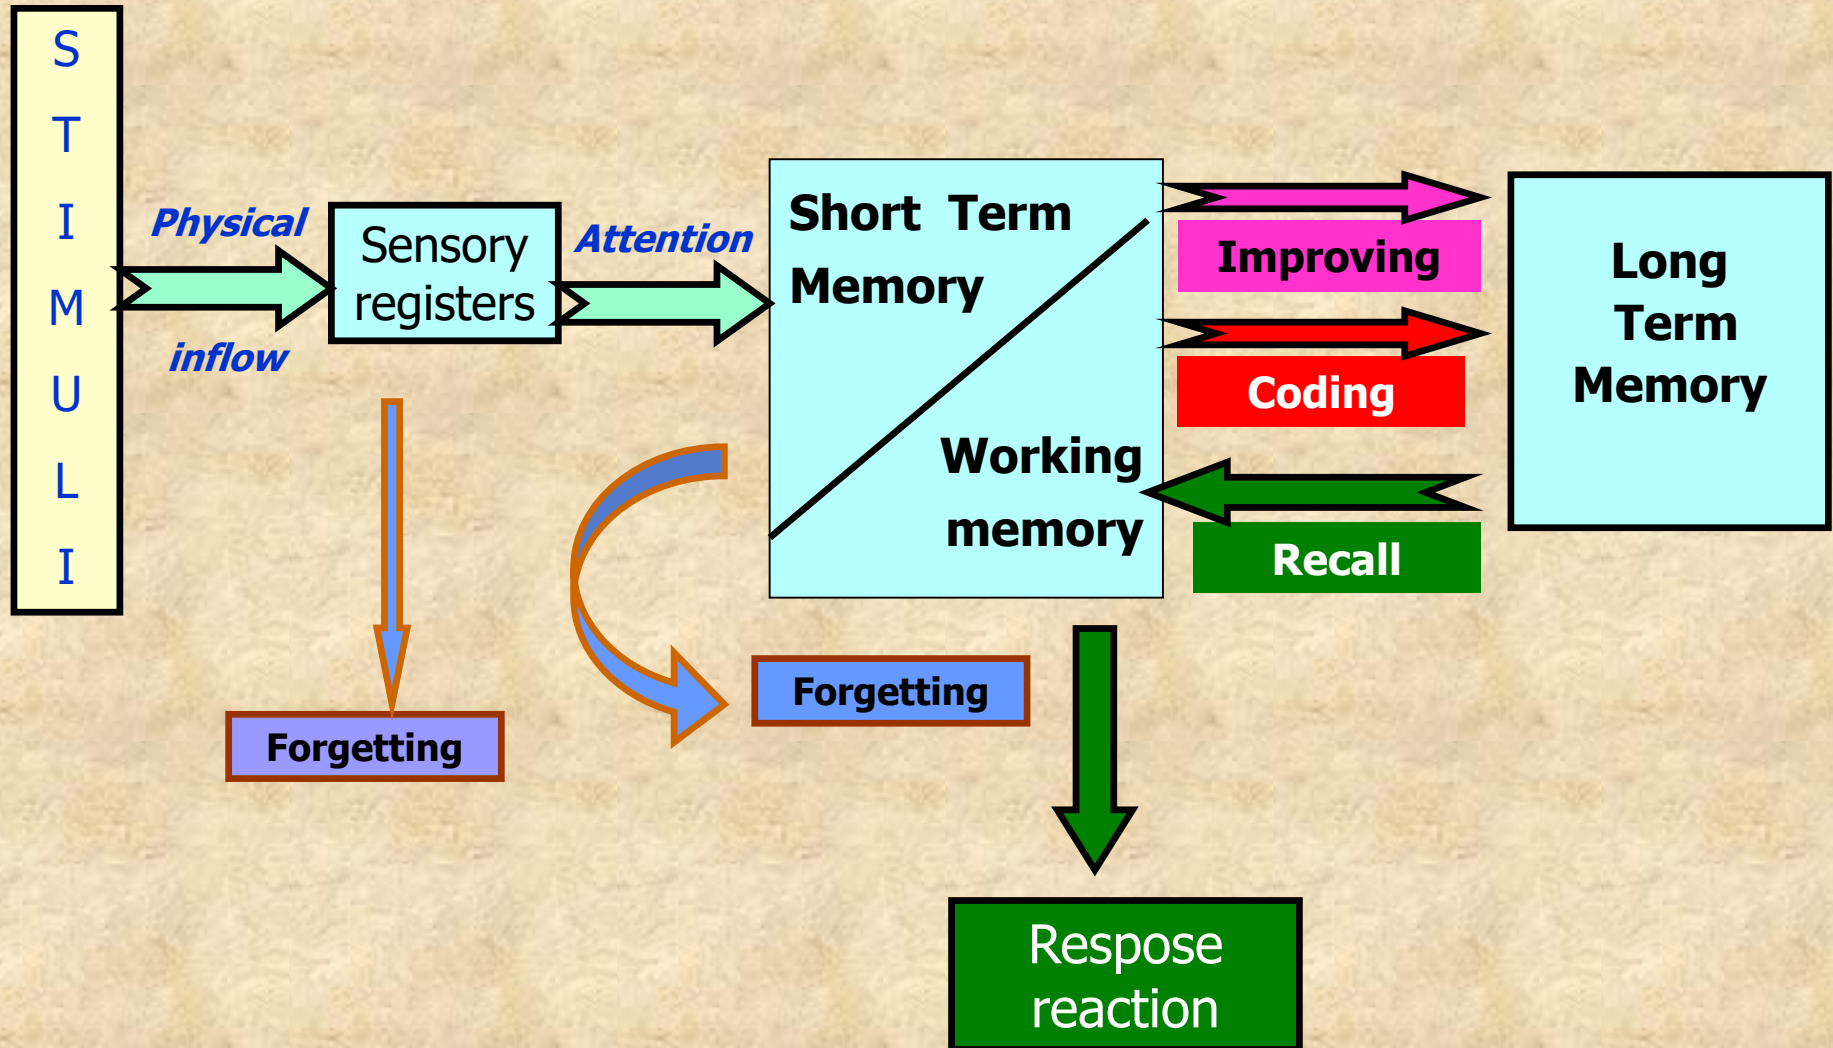 STIMULI
Physical
inflow
Sensory
registers
Attention
Short Term
Memory
Working
memory
Improving
Coding
Recall
Long
Term
Memory
Forgetting
Forgetting
Respose
reaction